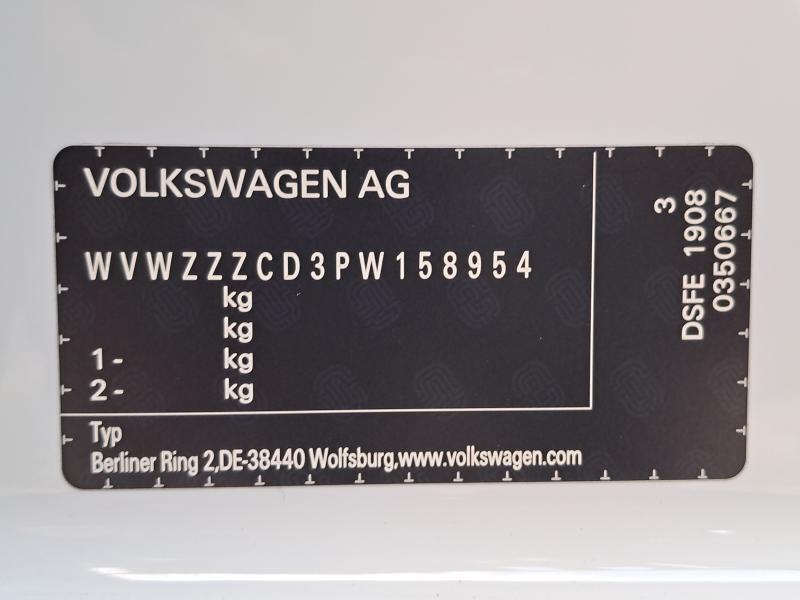 VOLKSWAGEN AG
WVWZZZCD3PW158954
kg
kg
1- kg
2- kg
Typ
Berliner Ring 2,DE-38440 Wolfsburg,www.volkswagen.com
3
DSFE 1908
0350667